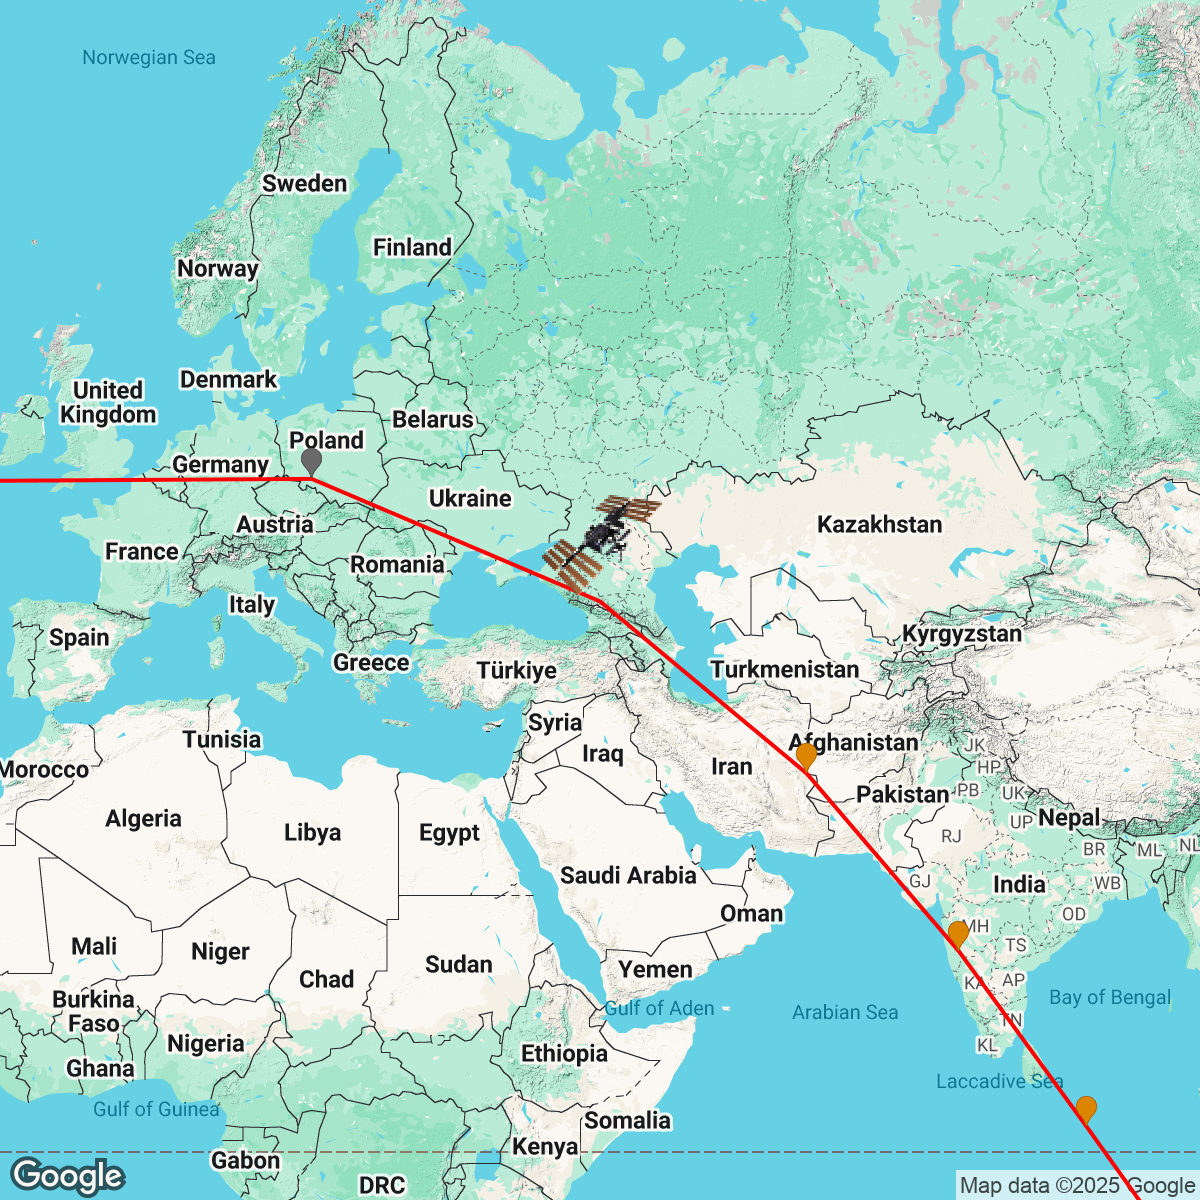 Norwegian Sea
Sweden
Finland
Norway
Denmark
United
Kingdom
Belarus
Poland
Germany
Ukraine
Austria
Kazakhstan
France
Romania
Italy
Spain
Kyrgyzstan
Greece
Türkiye
Turkmenistan
Syria
Tunisia
Iraq
Afghanistan
JK
Morocco
Iran
HP
Pakistan
PB
UK
Algeria
Libya
Egypt
UP
Nepal
RJ
BR
ML
NL
Saudi Arabia
GJ
India
WB
Oman
OD
Mali
Niger
MH
TS
Chad
Sudan
Yemen
KA
AP
Burkina
Faso
Gulf of Aden
Arabian Sea
Bay of Bengal
TN
Nigeria
KL
Ethiopia
Ghana
Laccadive Sea
Gulf of Guinea
Somalia
Kenya
Gabon
DRC
Google
Map data ©2025 Google